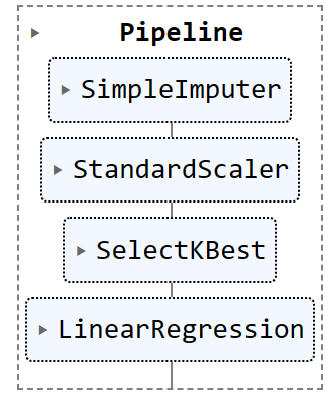 Pipeline
SimpleImputer
StandardScaler
SelectKBest
LinearRegression